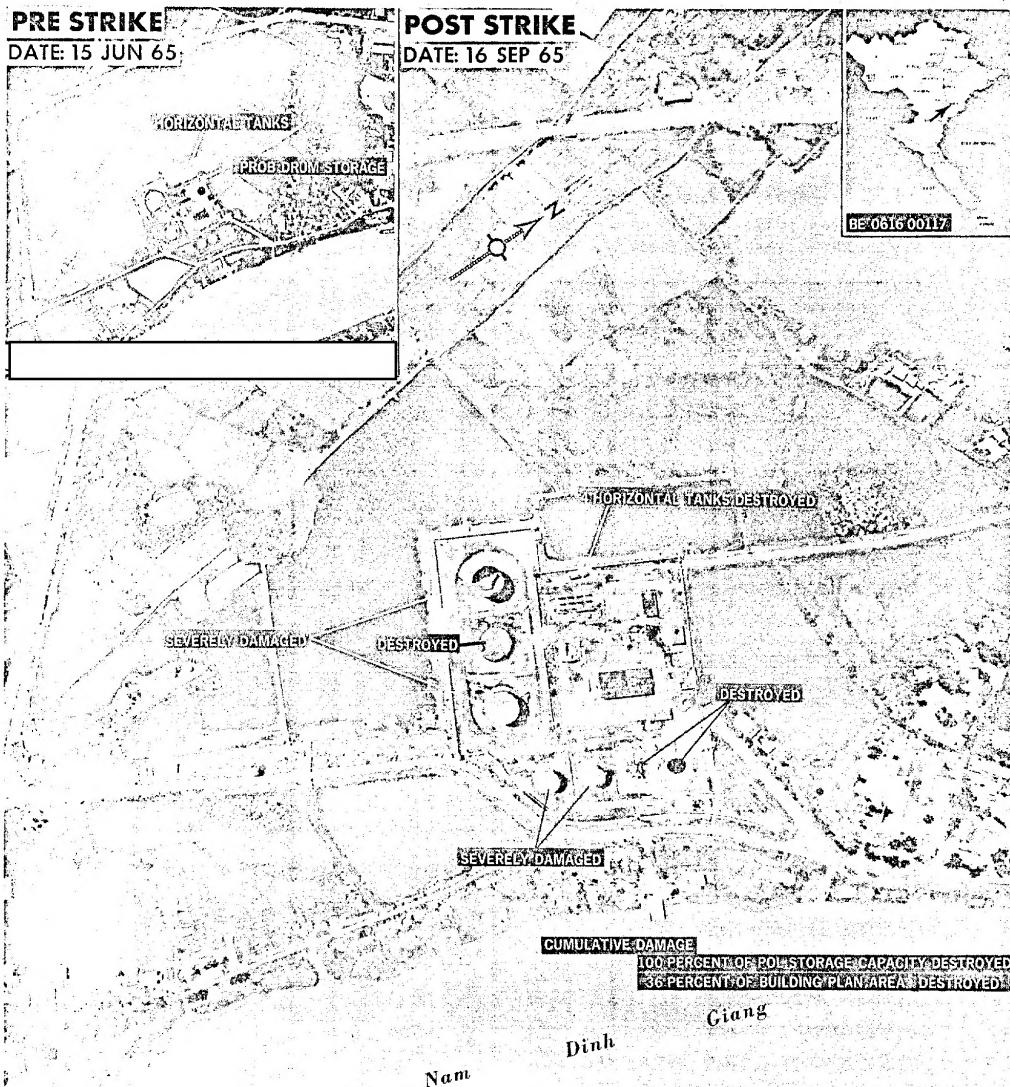 PRE STRIKE
DATE: 15 JUN 65
HORIZONTAL TANKS
PROB DRUM STORAGE
POST STRIKE
DATE: 16 SEP 65
N
BE 0616 00117
4 HORIZONTAL TANKS DESTROYED
SEVERELY DAMAGED
DESTROYED
DESTROYED
SEVERELY DAMAGED
CUMULATIVE DAMAGE
100 PERCENT OF POL STORAGE CAPACITY DESTROYED
36 PERCENT OF BUILDING PLAN AREA DESTROYED
Nam Dinh Giang